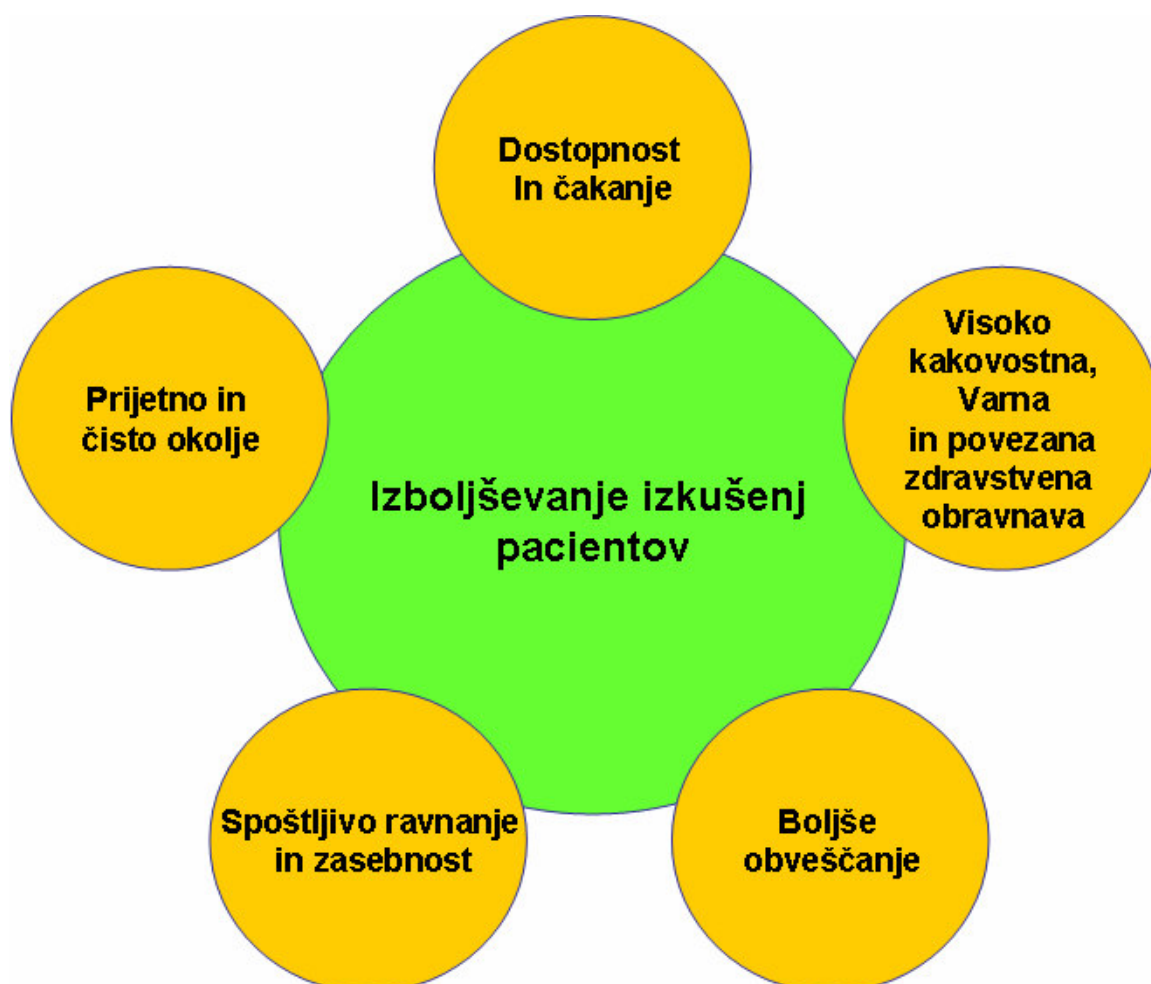 Dostopnost
In čakanje
Visoko
kakovostna,
Varna
in povezana
zdravstvena
obravnava
Prijetno in
čisto okolje
Izboljševanje izkušenj
pacientov
Spoštljivo ravnanje
in zasebnost
Boljše
obveščanje